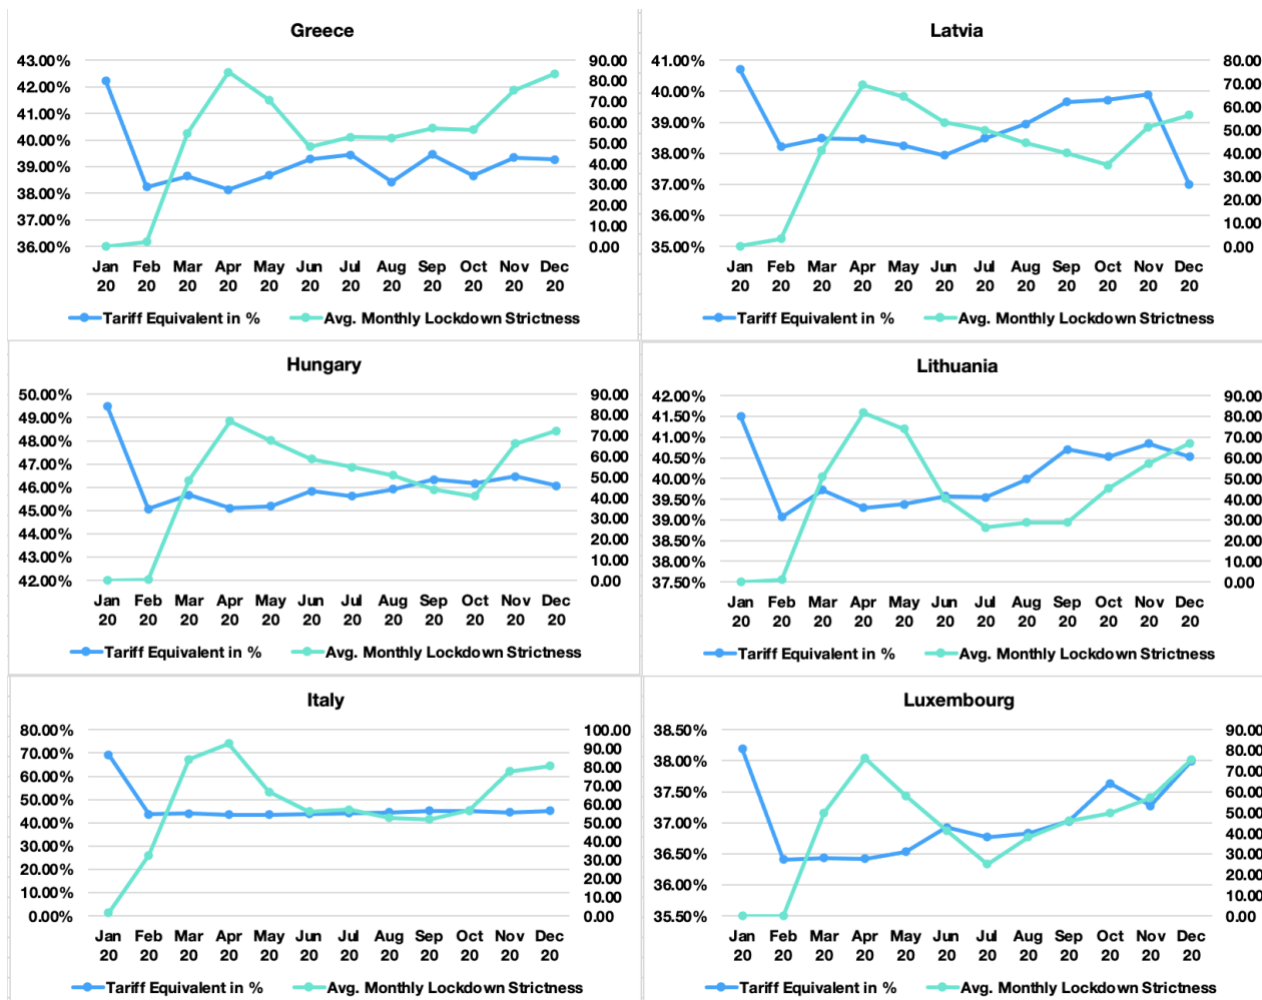 Greece
43.00% 90.00
42.00% 80.00
41.00% 70.00
40.00% 60.00
39.00% 50.00
38.00% 40.00
37.00% 30.00
36.00% 20.00
10.00
0.00
Jan Feb Mar Apr May Jun Jul Aug Sep Oct Nov Dec
20 20 20 20 20 20 20 20 20 20 20 20
Tariff Equivalent in % Avg. Monthly Lockdown Strictness
Latvia
41.00% 80.00
40.00% 70.00
39.00% 60.00
38.00% 50.00
37.00% 40.00
36.00% 30.00
35.00% 20.00
10.00
0.00
Jan Feb Mar Apr May Jun Jul Aug Sep Oct Nov Dec
20 20 20 20 20 20 20 20 20 20 20 20
Tariff Equivalent in % Avg. Monthly Lockdown Strictness
Hungary
50.00% 90.00
49.00% 80.00
48.00% 70.00
47.00% 60.00
46.00% 50.00
45.00% 40.00
44.00% 30.00
43.00% 20.00
42.00% 10.00
0.00
Jan Feb Mar Apr May Jun Jul Aug Sep Oct Nov Dec
20 20 20 20 20 20 20 20 20 20 20 20
Tariff Equivalent in % Avg. Monthly Lockdown Strictness
Lithuania
42.00% 90.00
41.50% 80.00
41.00% 70.00
40.50% 60.00
40.00% 50.00
39.50% 40.00
39.00% 30.00
38.50% 20.00
38.00% 10.00
37.50% 0.00
Jan Feb Mar Apr May Jun Jul Aug Sep Oct Nov Dec
20 20 20 20 20 20 20 20 20 20 20 20
Tariff Equivalent in % Avg. Monthly Lockdown Strictness
Italy
80.00% 100.00
70.00% 90.00
60.00% 80.00
50.00% 70.00
40.00% 60.00
30.00% 50.00
20.00% 40.00
10.00% 30.00
0.00% 20.00
10.00
0.00
Jan Feb Mar Apr May Jun Jul Aug Sep Oct Nov Dec
20 20 20 20 20 20 20 20 20 20 20 20
Tariff Equivalent in % Avg. Monthly Lockdown Strictness
Luxembourg
38.50% 90.00
38.00% 80.00
37.50% 70.00
37.00% 60.00
36.50% 50.00
36.00% 40.00
35.50% 30.00
20.00
10.00
0.00
Jan Feb Mar Apr May Jun Jul Aug Sep Oct Nov Dec
20 20 20 20 20 20 20 20 20 20 20 20
Tariff Equivalent in % Avg. Monthly Lockdown Strictness